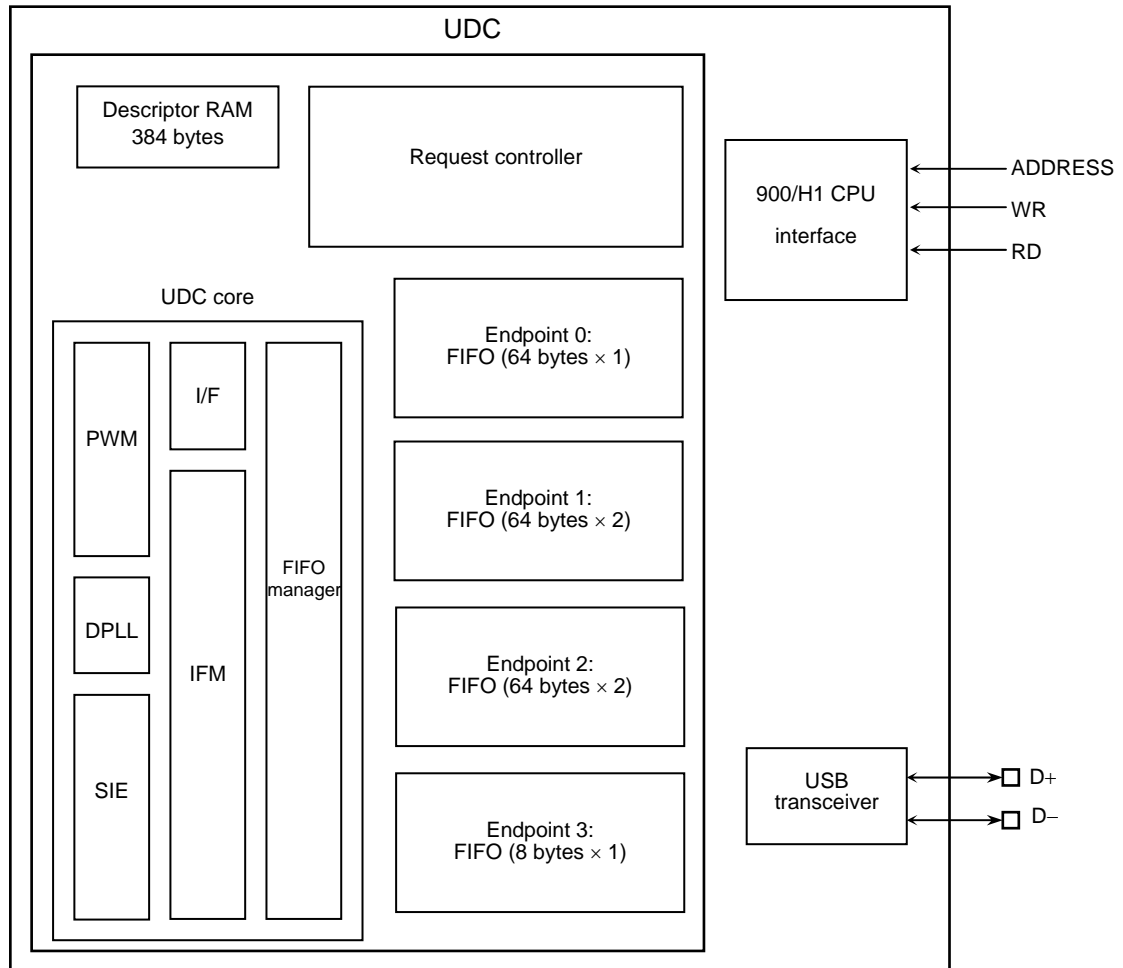 UDC
Descriptor RAM
384 bytes
Request controller
900/H1 CPU
interface
ADDRESS
WR
RD
UDC core
PWM
DPLL
SIE
I/F
IFM
FIFO
manager
Endpoint 0:
FIFO (64 bytes × 1)
Endpoint 1:
FIFO (64 bytes × 2)
Endpoint 2:
FIFO (64 bytes × 2)
Endpoint 3:
FIFO (8 bytes × 1)
USB
transceiver
D+
D−